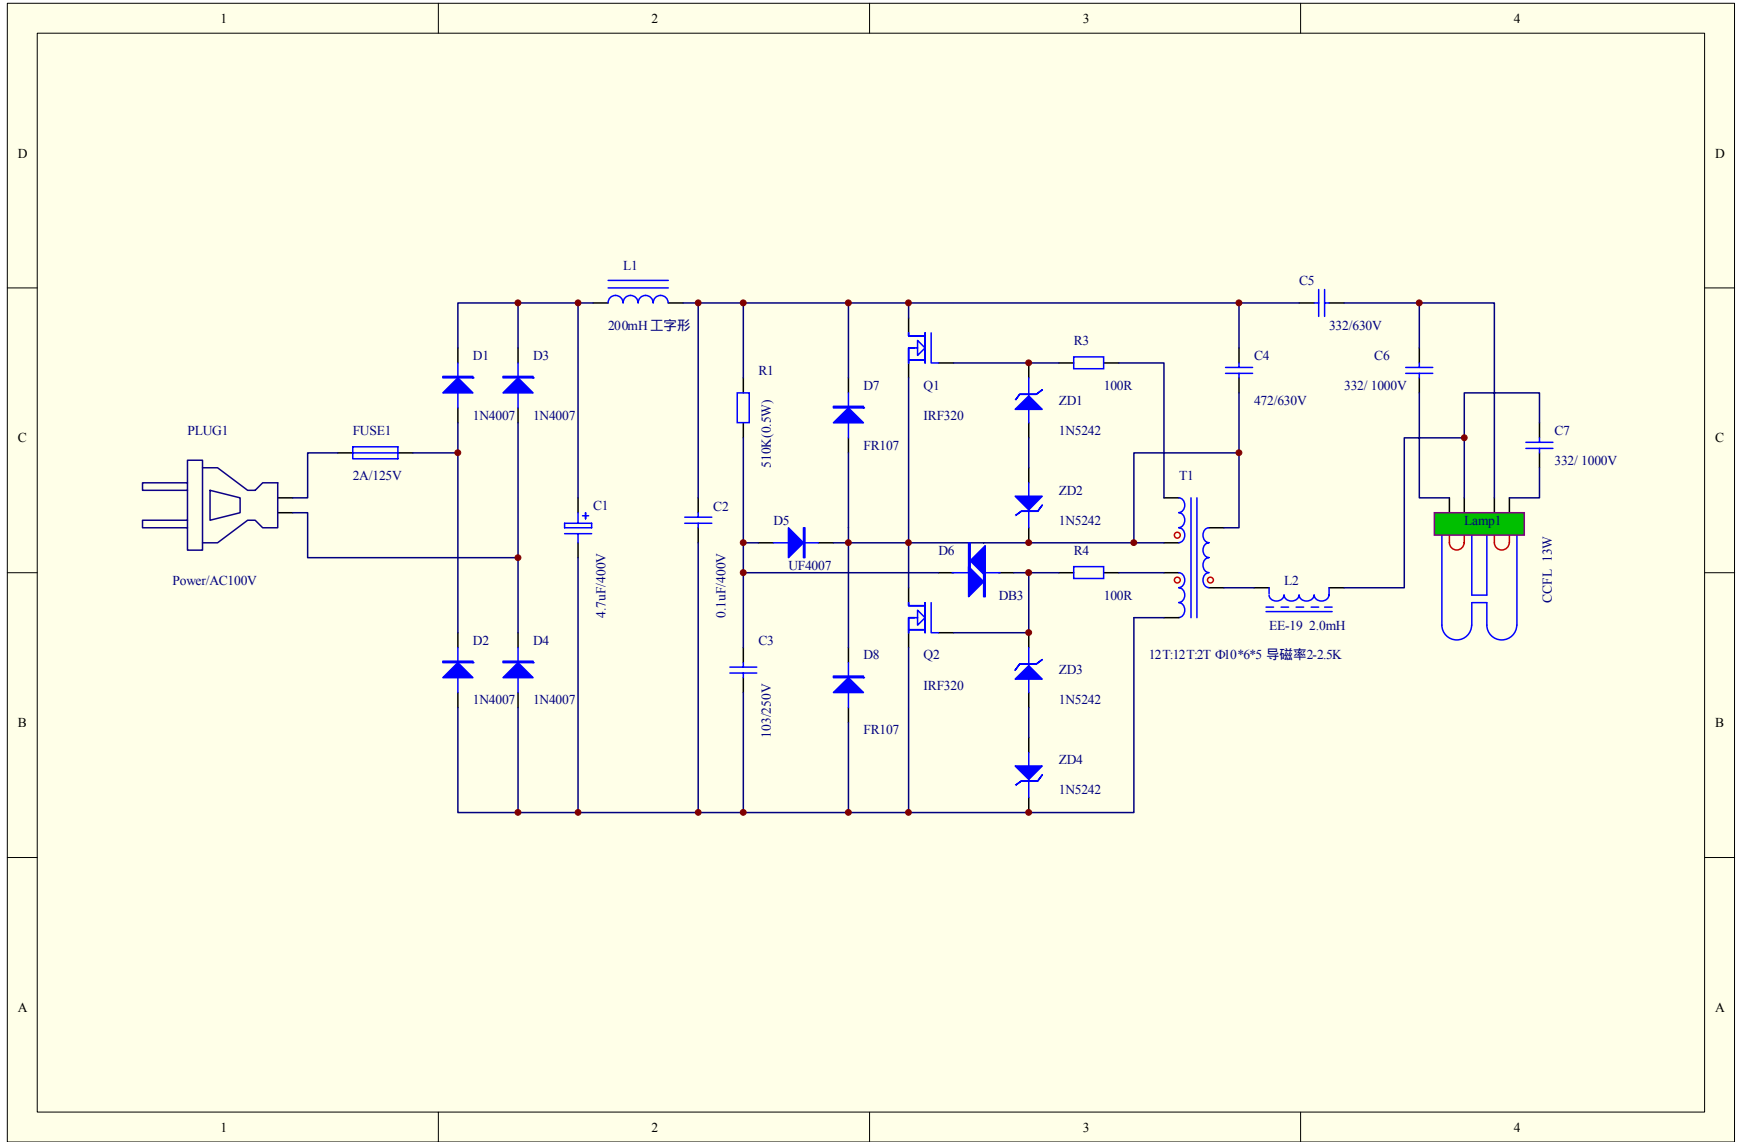 1 2 3 4
D D
L1
C5
200mH 工字形
332/630V
R3
D1 D3 C4 C6
R1
D7 Q1 100R 332/ 1000V
ZD1 472/630V
1N4007 1N4007 IRF320
PLUG1 FUSE1 510K(0.5W) 1N5242 C7
C C
FR107
332/ 1000V
2A/125V T1
ZD2
C1 C2
+
D5 1N5242 Lamp1
D6 R4
UF4007
Power/AC100V 4.7uF/400V 0.1uF/400V DB3 100R L2 CCFL 13W
EE-19 2.0mH
D2 D4 C3 D8 Q2 12T:12T:2T Φ10*6*5 导磁率2-2.5K
ZD3
IRF320
1N4007 1N4007 103/250V 1N5242
B B
FR107
ZD4
1N5242
A A
1 2 3 4